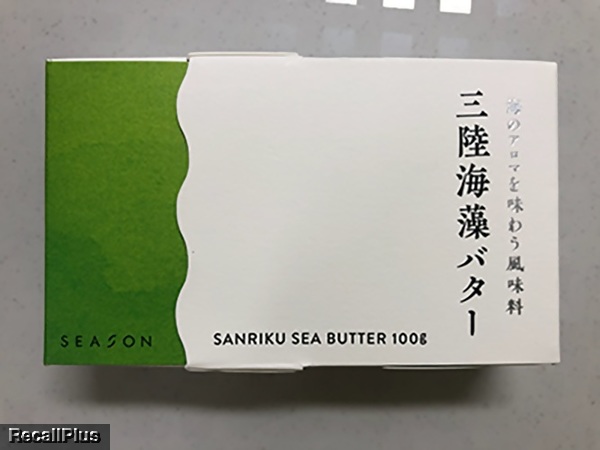 海のアロマを味わう風味料
三陸海藻バター
SEASON
SANRIKU SEA BUTTER 100g
RecallPlus